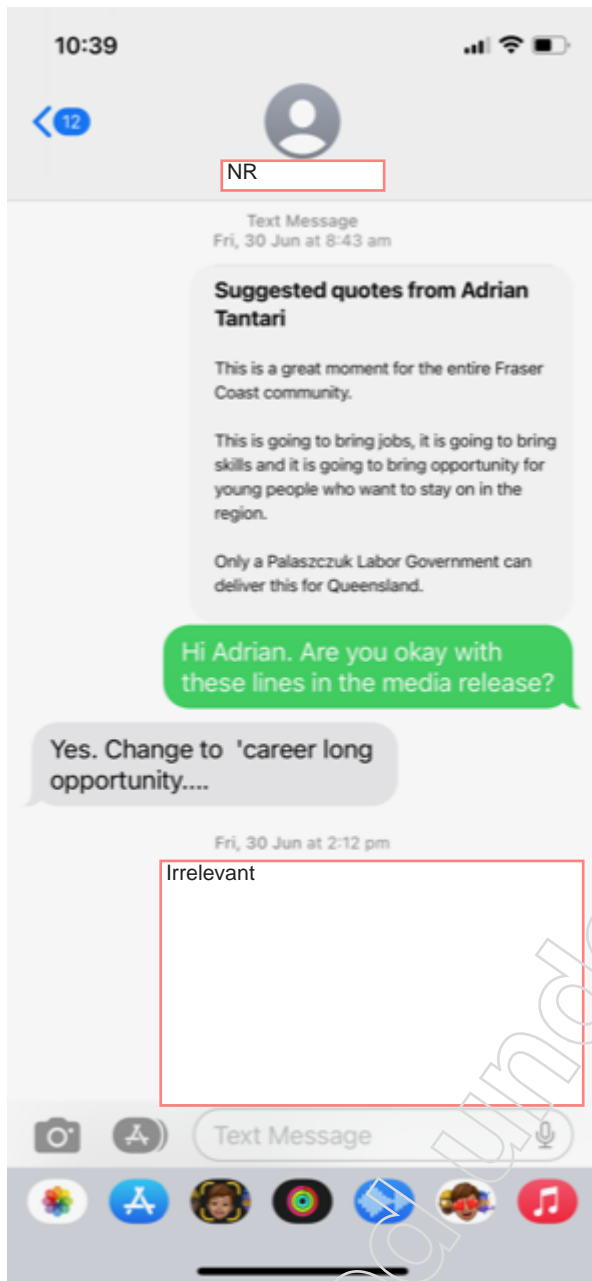 10:39
12
NR
Text Message
Fri, 30 Jun at 8:43 am
Suggested quotes from Adrian
Tantari
This is a great moment for the entire Fraser
Coast community.
This is going to bring jobs, it is going to bring
skills and it is going to bring opportunity for
young people who want to stay on in the
region.
Only a Palaszczuk Labor Government can
deliver this for Queensland.
Hi Adrian. Are you okay with
these lines in the media release?
Yes. Change to 'career long
opportunity....
Fri, 30 Jun at 2:12 pm
Irrelevant
Text Message